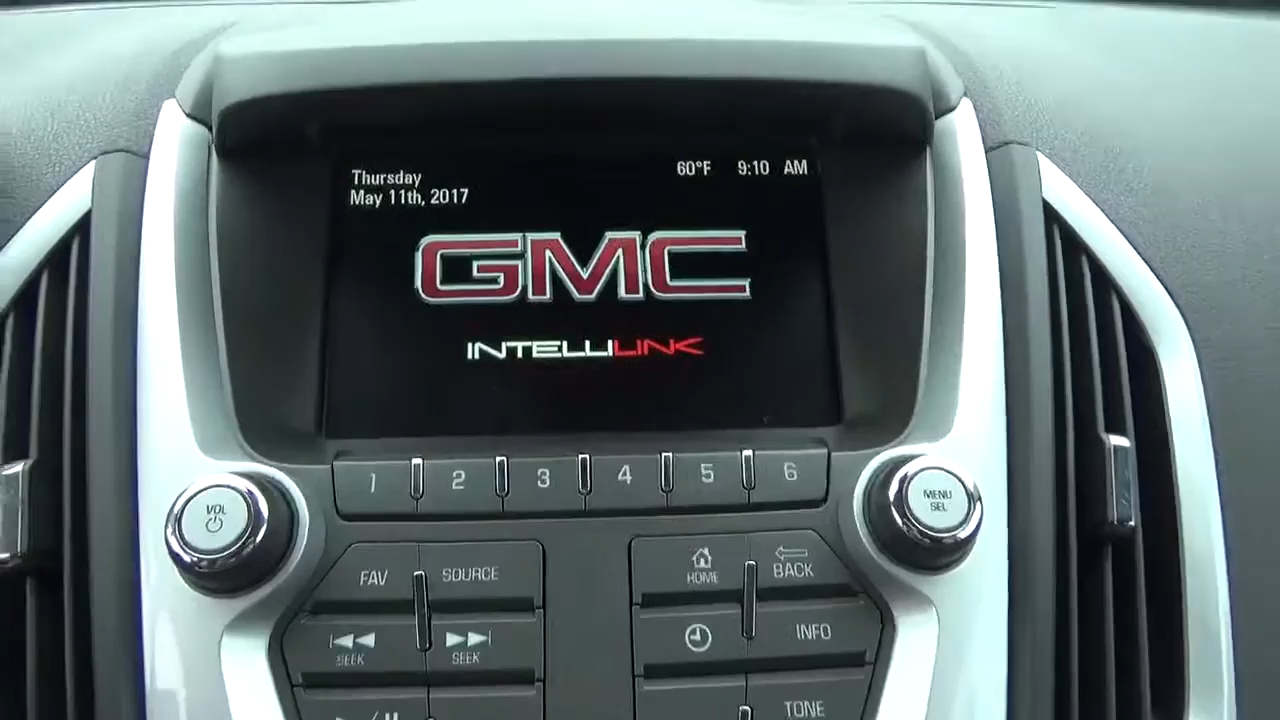 Thursday
May 11th, 2017
60°F 9:10 AM
GMC
INTELLILINK
1 2 3 4 5 6
VOL
MENU
SEL
FAV
SOURCE
HOME
BACK
SEEK
SEEK
INFO
TONE